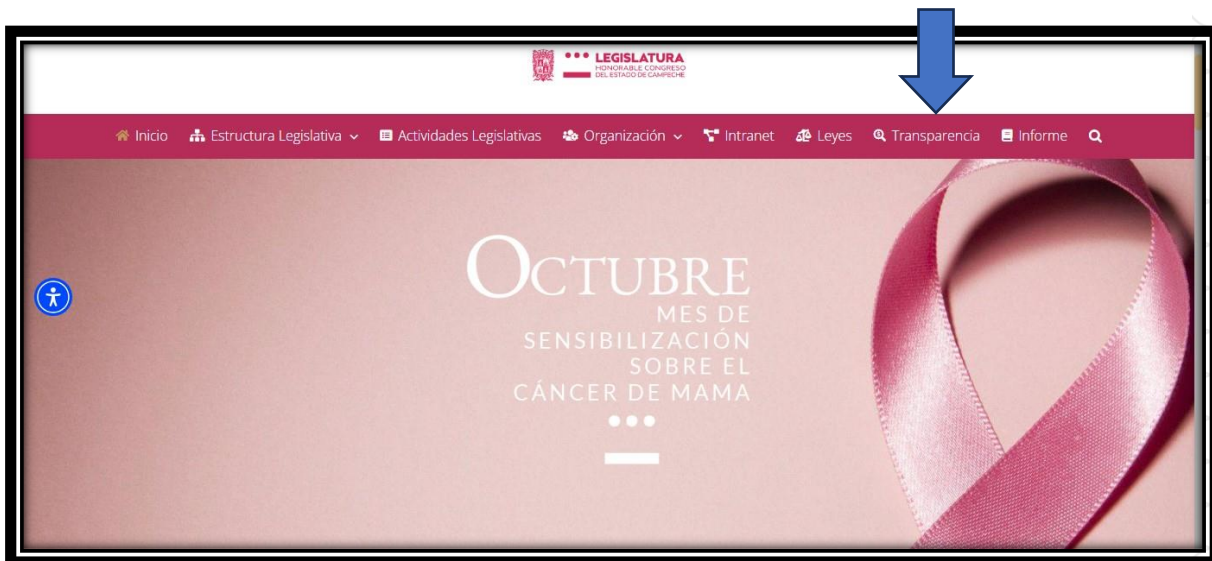 LEGISLATURA
HONORABLE CONGRESO
DEL ESTADO DE CAMPECHE
Inicio Estructura Legislativa Actividades Legislativas Organización Intranet Leyes Transparencia Informe
OCTUBRE
MES DE
SENSIBILIZACIÓN
SOBRE EL
CÁNCER DE MAMA